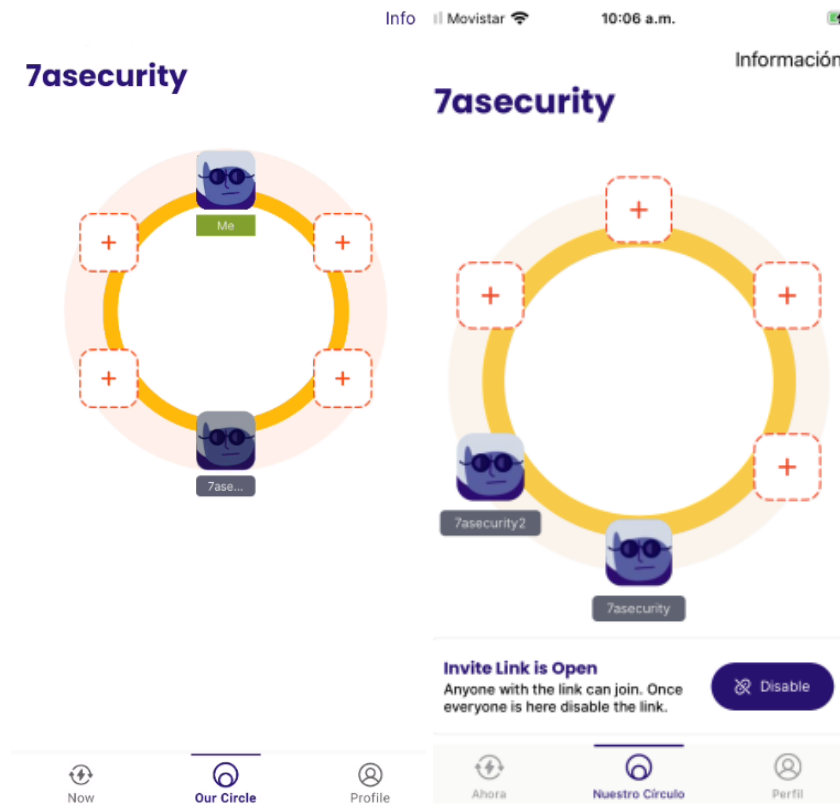 Info
7asecurity
Me
7ase...
Now
Our Circle
Profile
Movistar
10:06 a.m.
Información
7asecurity
7asecurity2
7asecurity
Invite Link is Open
Anyone with the link can join. Once
everyone is here disable the link.
Disable
Ahora
Nuestro Círculo
Perfil